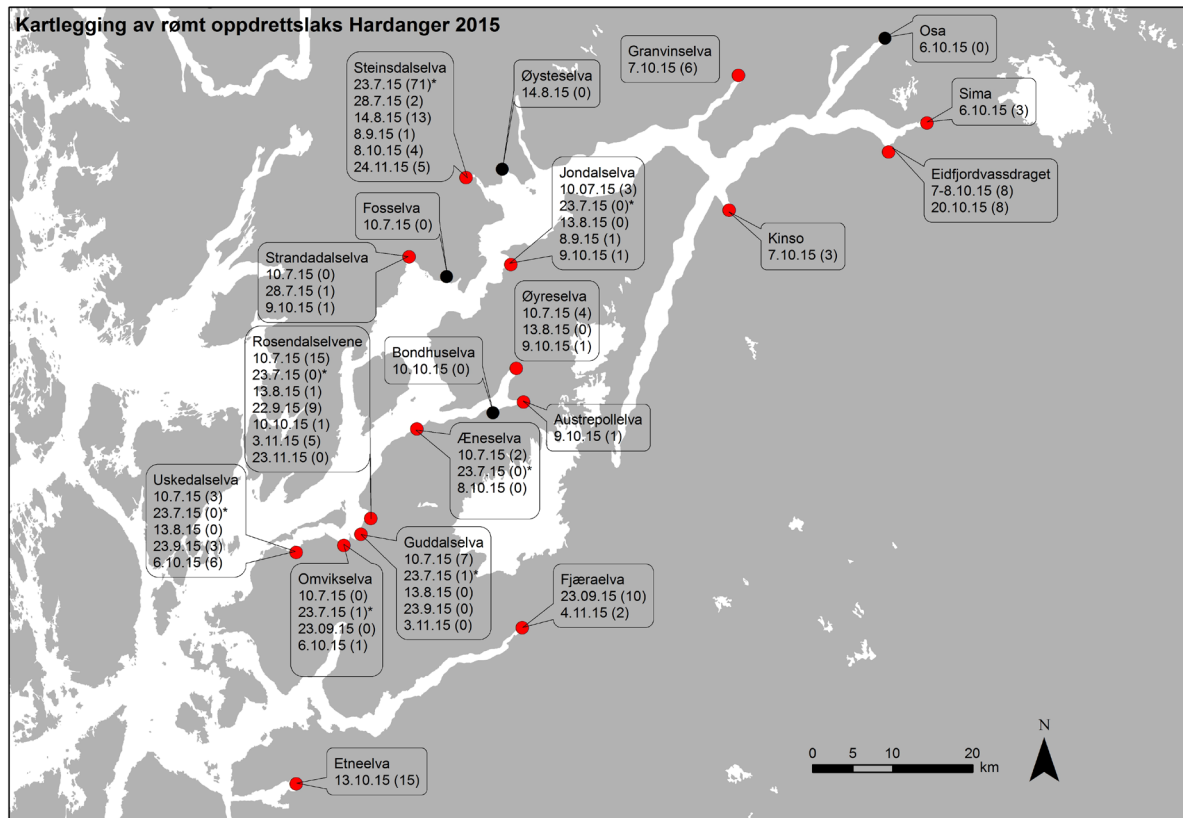 Kartlegging av rømt oppdrettslaks Hardanger 2015
Osa
6.10.15 (0)
Granvinselva
7.10.15 (6)
Steinsdalselva
23.7.15 (71)*
28.7.15 (2)
14.8.15 (13)
8.9.15 (1)
8.10.15 (4)
24.11.15 (5)
Øysteselva
14.8.15 (0)
Sima
6.10.15 (3)
Eidfjordvassdraget
7-8.10.15 (8)
20.10.15 (8)
Jondalselva
10.07.15 (3)
23.7.15 (0)*
13.8.15 (0)
8.9.15 (1)
9.10.15 (1)
Fosselva
10.7.15 (0)
Kinso
7.10.15 (3)
Strandadalselva
10.7.15 (0)
28.7.15 (1)
9.10.15 (1)
Øyreselva
10.7.15 (4)
13.8.15 (0)
9.10.15 (1)
Rosendalselvene
10.7.15 (15)
23.7.15 (0)*
13.8.15 (1)
22.9.15 (9)
10.10.15 (1)
3.11.15 (5)
23.11.15 (0)
Bondhuselva
10.10.15 (0)
Austrepollelva
9.10.15 (1)
Æneselva
10.7.15 (2)
23.7.15 (0)*
8.10.15 (0)
Uskedalselva
10.7.15 (3)
23.7.15 (0)*
13.8.15 (0)
23.9.15 (3)
6.10.15 (6)
Omvikselva
10.7.15 (0)
23.7.15 (1)*
23.09.15 (0)
6.10.15 (1)
Guddalselva
10.7.15 (7)
23.7.15 (1)*
13.8.15 (0)
23.9.15 (0)
3.11.15 (0)
Fjæraelva
23.09.15 (10)
4.11.15 (2)
Etneelva
13.10.15 (15)
N
0 5 10 20
km